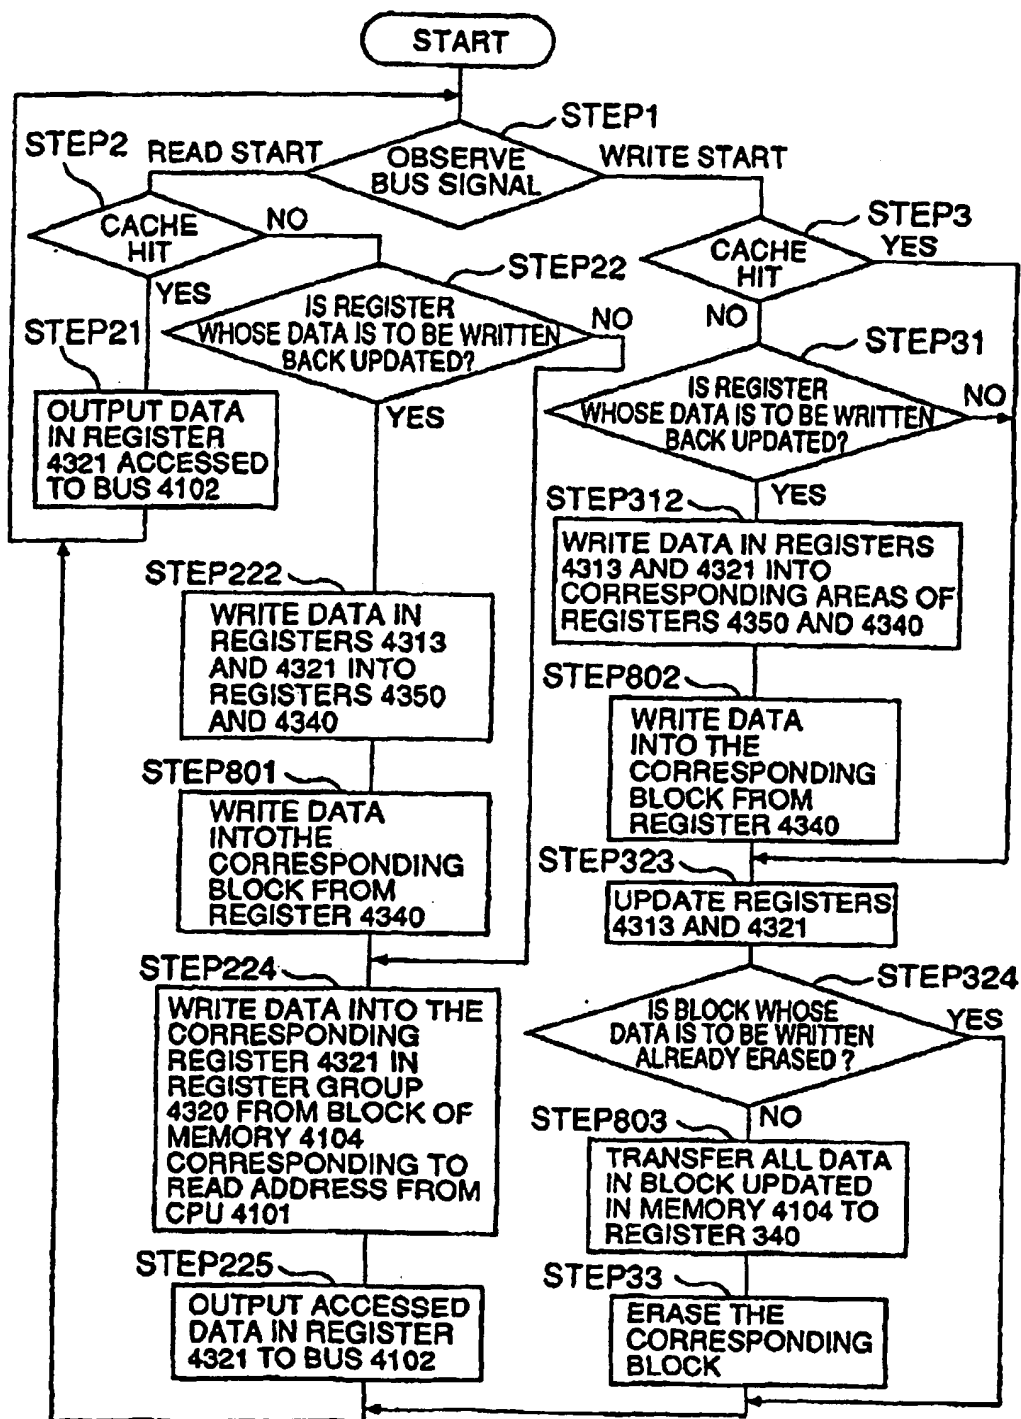 START
STEP1
OBSERVE
BUS SIGNAL
READ START
WRITE START
STEP2
CACHE
HIT
NO
YES
STEP3
CACHE
HIT
YES
NO
STEP22
IS REGISTER
WHOSE DATA IS TO BE WRITTEN
BACK UPDATED?
NO
YES
STEP21
OUTPUT DATA
IN REGISTER
4321 ACCESSED
TO BUS 4102
STEP31
IS REGISTER
WHOSE DATA IS TO BE WRITTEN
BACK UPDATED?
NO
YES
STEP222
WRITE DATA IN
REGISTERS 4313
AND 4321 INTO
REGISTERS 4350
AND 4340
STEP801
WRITE DATA
INTOTHE
CORRESPONDING
BLOCK FROM
REGISTER 4340
STEP224
WRITE DATA INTO THE
CORRESPONDING
REGISTER 4321 IN
REGISTER GROUP
4320 FROM BLOCK OF
MEMORY 4104
CORRESPONDING TO
READ ADDRESS FROM
CPU 4101
STEP225
OUTPUT ACCESSED
DATA IN REGISTER
4321 TO BUS 4102
STEP312
WRITE DATA IN REGISTERS
4313 AND 4321 INTO
CORRESPONDING AREAS OF
REGISTERS 4350 AND 4340
STEP802
WRITE DATA
INTO THE
CORRESPONDING
BLOCK FROM
REGISTER 4340
STEP323
UPDATE REGISTERS
4313 AND 4321
STEP324
IS BLOCK WHOSE
DATA IS TO BE WRITTEN
ALREADY ERASED ?
YES
NO
STEP803
TRANSFER ALL DATA
IN BLOCK UPDATED
IN MEMORY 4104 TO
REGISTER 340
STEP33
ERASE THE
CORRESPONDING
BLOCK